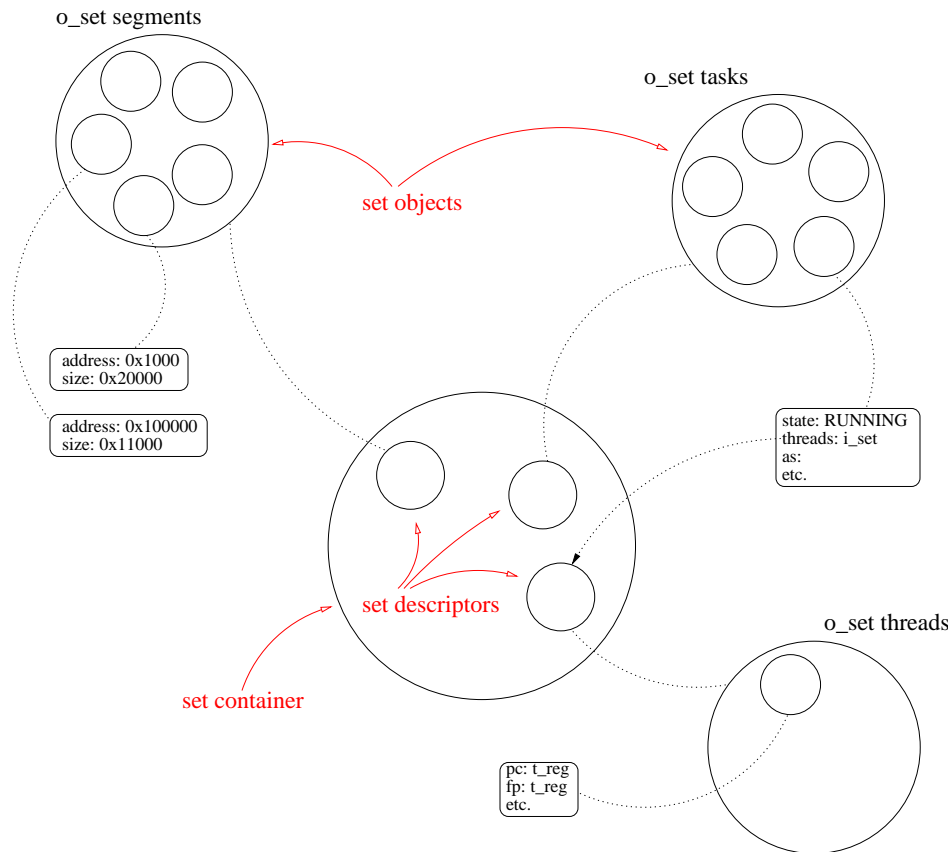 o_set segments
o_set tasks
set objects
address: 0x1000
size: 0x20000
address: 0x100000
size: 0x11000
state: RUNNING
threads: i_set
as:
etc.
set descriptors
o_set threads
set container
pc: t_reg
fp: t_reg
etc.